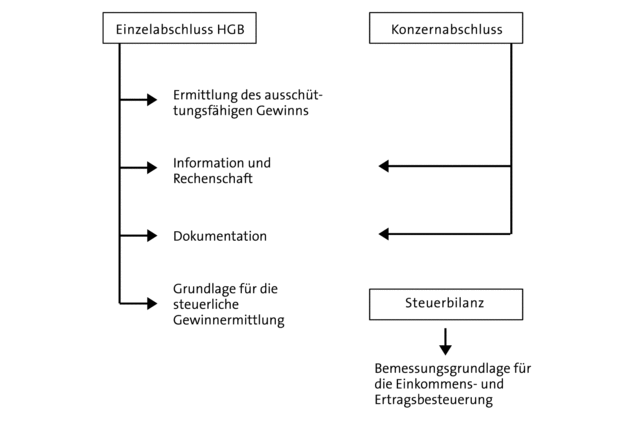 Einzelabschluss HGB
Konzernabschluss
Ermittlung des ausschüt-
tungsfähigen Gewinns
Information und
Rechenschaft
Dokumentation
Grundlage für die
steuerliche
Gewinnermittlung
Steuerbilanz
Bemessungsgrundlage für
die Einkommens- und
Ertragsbesteuerung